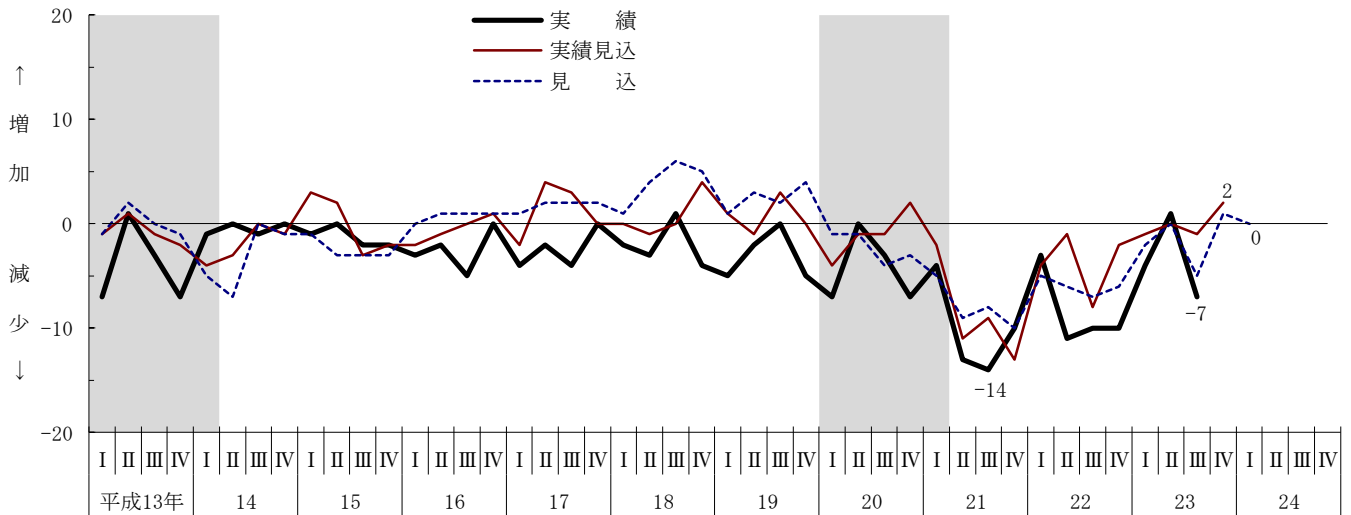 20
10
0
-10
-20
↑
増
加
減
少
↓
実 績
実績見込
見 込
2
0
-7
-14
Ⅰ Ⅱ Ⅲ Ⅳ Ⅰ Ⅱ Ⅲ Ⅳ Ⅰ Ⅱ Ⅲ Ⅳ Ⅰ Ⅱ Ⅲ Ⅳ Ⅰ Ⅱ Ⅲ Ⅳ Ⅰ Ⅱ Ⅲ Ⅳ Ⅰ Ⅱ Ⅲ Ⅳ Ⅰ Ⅱ Ⅲ Ⅳ Ⅰ Ⅱ Ⅲ Ⅳ Ⅰ Ⅱ Ⅲ Ⅳ Ⅰ Ⅱ Ⅲ Ⅳ Ⅰ Ⅱ Ⅲ Ⅳ
平成13年 14 15 16 17 18 19 20 21 22 23 24